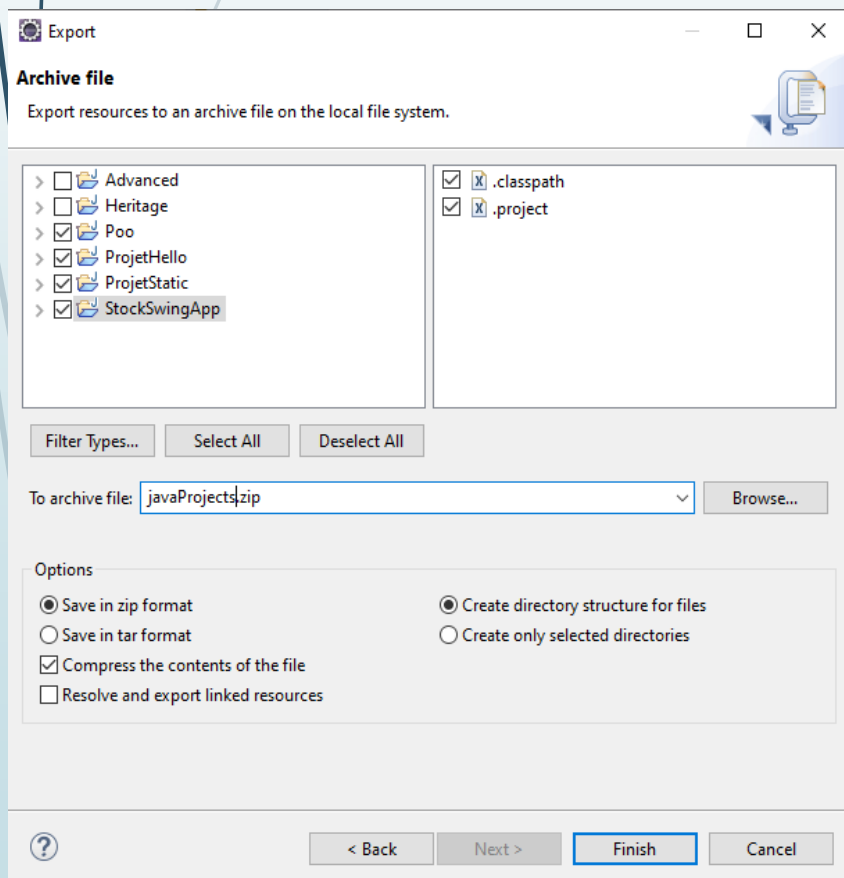 Export
Archive file
Export resources to an archive file on the local file system.
Advanced
Heritage
Poo
ProjetHello
ProjetStatic
StockSwingApp
.classpath
.project
Filter Types...
Select All
Deselect All
To archive file: javaProjects.zip
Browse...
Options
Save in zip format
Save in tar format
Compress the contents of the file
Resolve and export linked resources
Create directory structure for files
Create only selected directories
< Back
Next >
Finish
Cancel